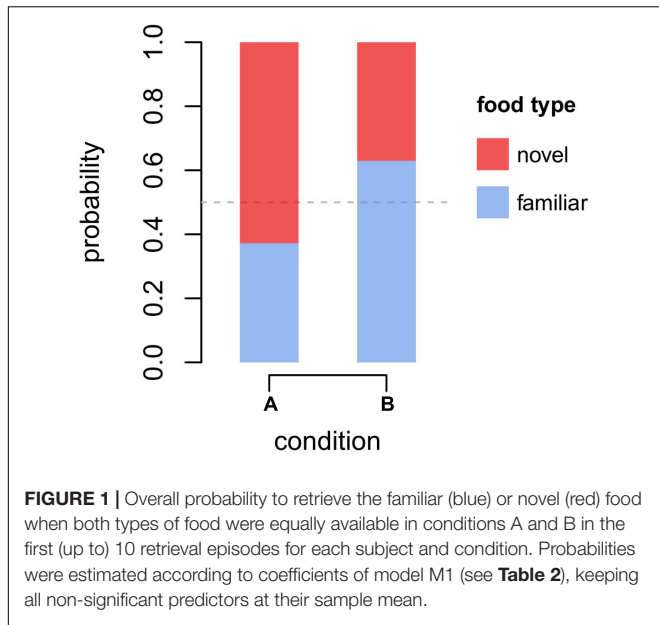 1.0
0.8
0.6
0.4
0.2
0.0
probability
food type
novel
familiar
A B
condition
FIGURE 1 | Overall probability to retrieve the familiar (blue) or novel (red) food
when both types of food were equally available in conditions A and B in the
first (up to) 10 retrieval episodes for each subject and condition. Probabilities
were estimated according to coefficients of model M1 (see Table 2), keeping
all non-significant predictors at their sample mean.